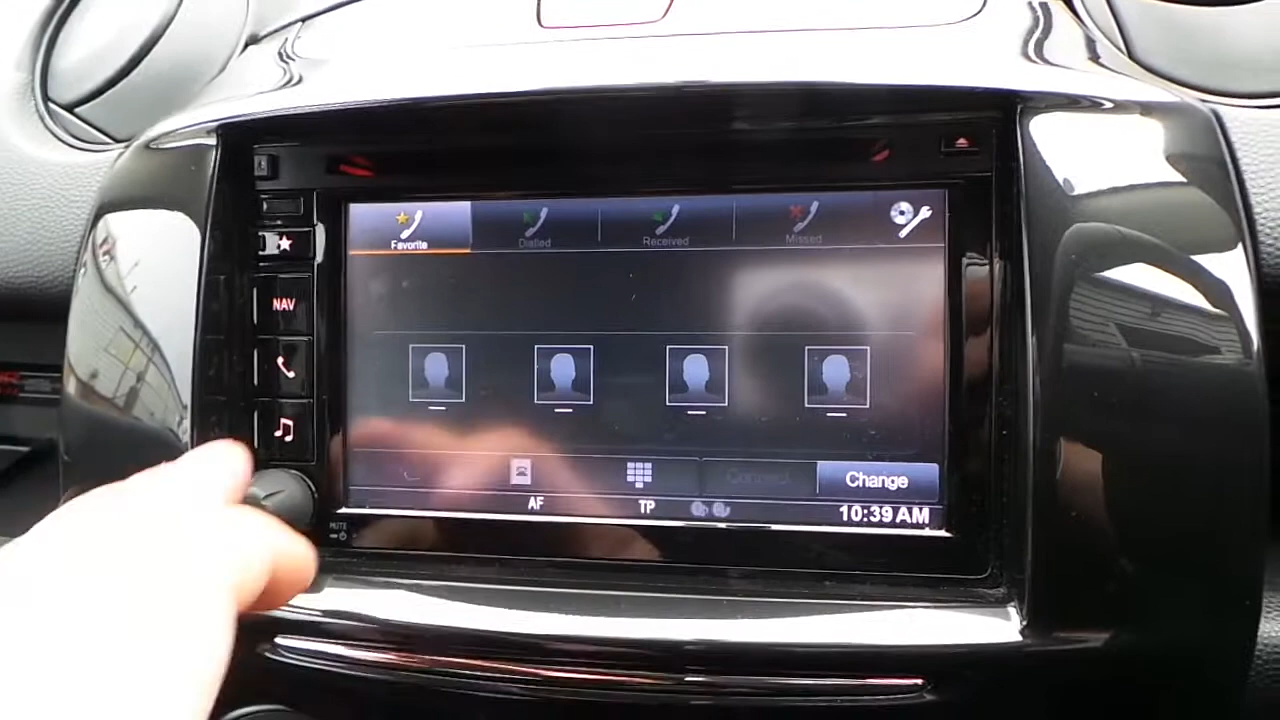 Favorite
Dialled
Received
Missed
NAV
Connect
Change
AF
TP
10:39 AM
MUTE